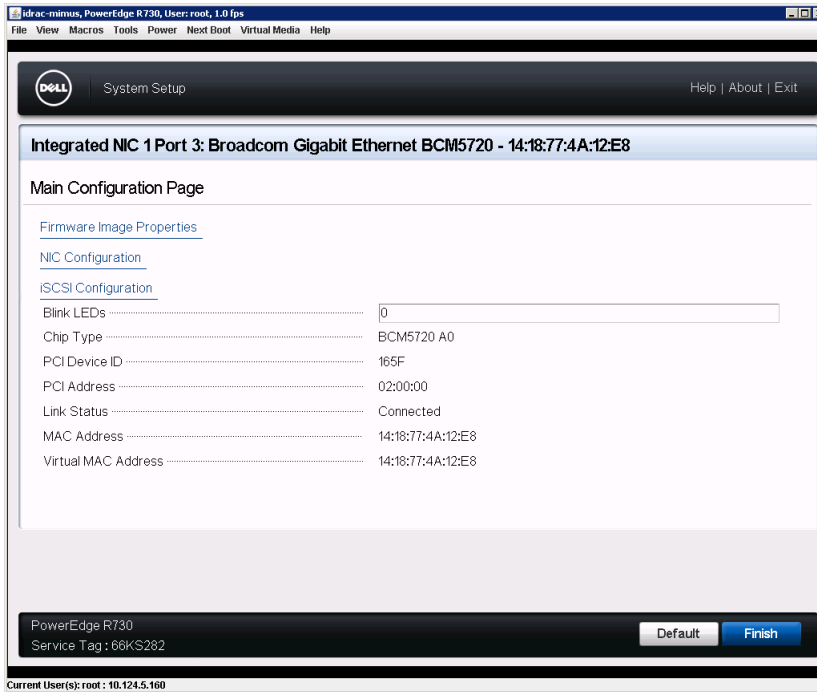 idrac-mimus, PowerEdge R730, User: root, 1.0 fps
File View Macros Tools Power Next Boot Virtual Media Help
DELL System Setup Help | About | Exit
Integrated NIC 1 Port 3: Broadcom Gigabit Ethernet BCM5720 - 14:18:77:4A:12:E8
Main Configuration Page
Firmware Image Properties
NIC Configuration
iSCSI Configuration
Blink LEDs 0
Chip Type BCM5720 A0
PCI Device ID 165F
PCI Address 02:00:00
Link Status Connected
MAC Address 14:18:77:4A:12:E8
Virtual MAC Address 14:18:77:4A:12:E8
PowerEdge R730
Service Tag : 66KS282
Default Finish
Current User(s): root : 10.124.5.160